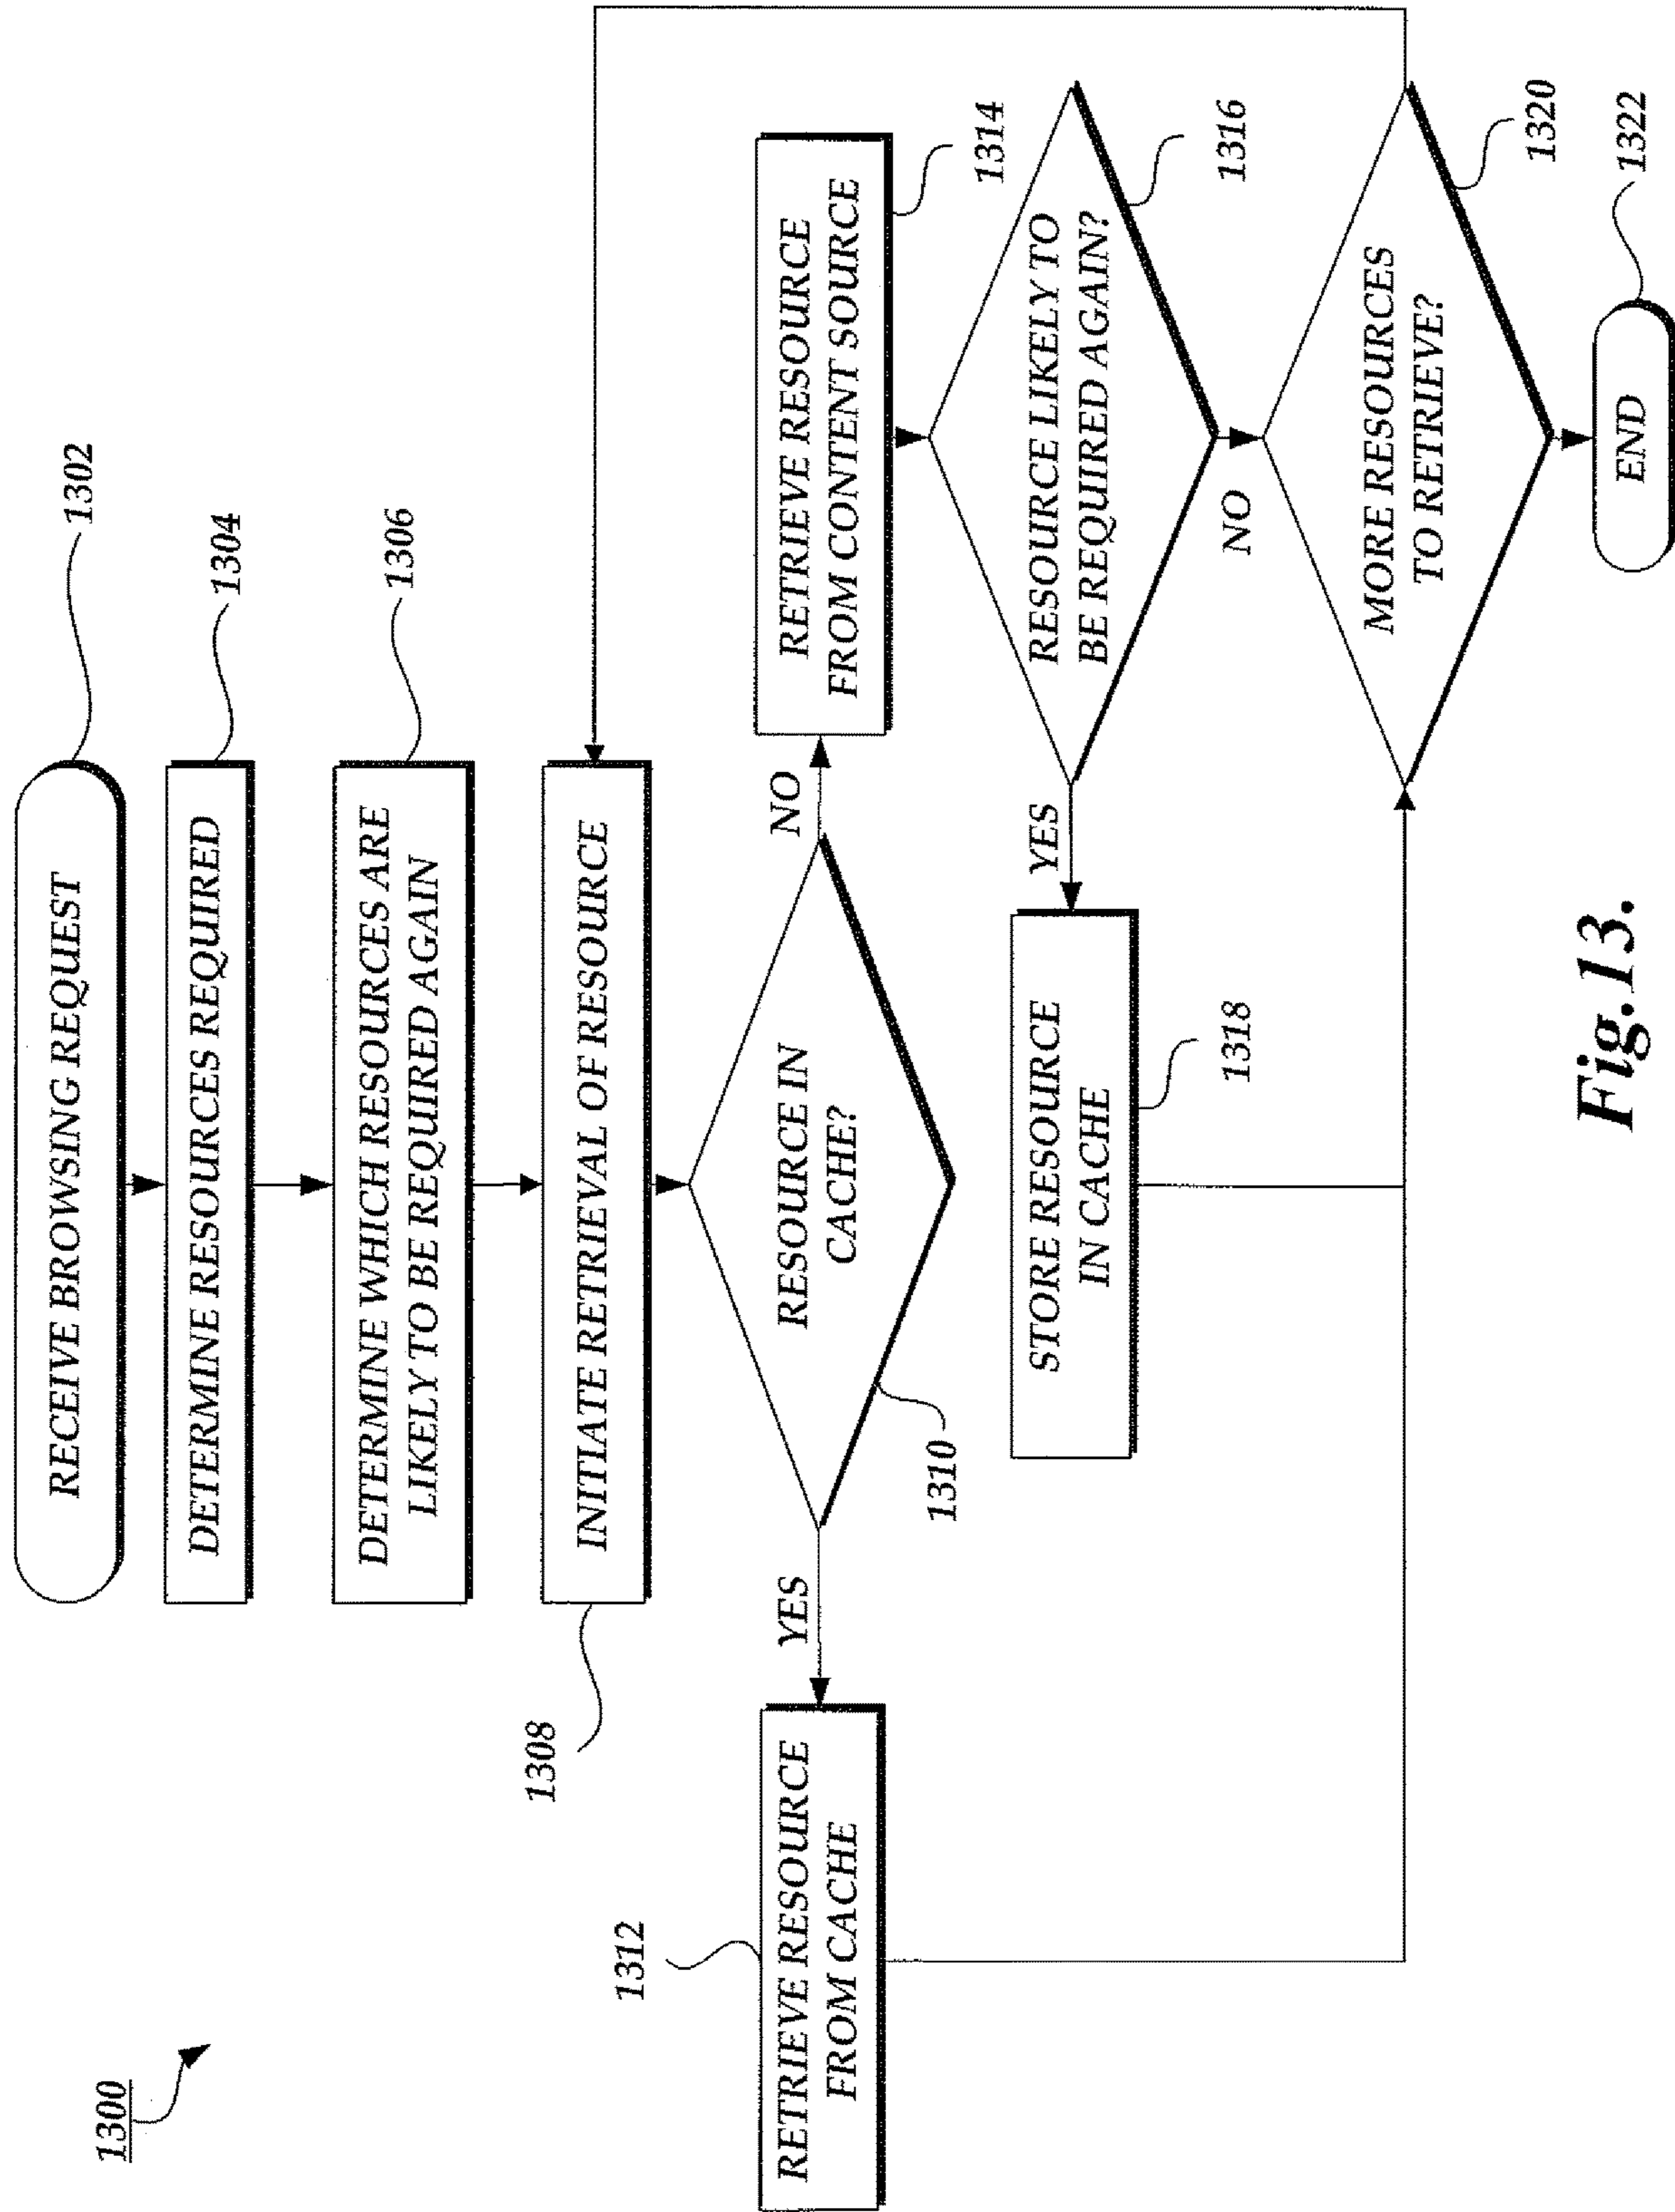 1300
RECEIVE BROWSING REQUEST
1302
DETERMINE RESOURCES REQUIRED
1304
DETERMINE WHICH RESOURCES ARE
LIKELY TO BE REQUIRED AGAIN
1306
1308
INITIATE RETRIEVAL OF RESOURCE
RESOURCE IN
CACHE?
1310
YES
NO
1312
RETRIEVE RESOURCE
FROM CACHE
RETRIEVE RESOURCE
FROM CONTENT SOURCE
1314
RESOURCE LIKELY TO
BE REQUIRED AGAIN?
1316
YES
NO
STORE RESOURCE
IN CACHE
1318
MORE RESOURCES
TO RETRIEVE?
1320
END
1322
Fig.13.